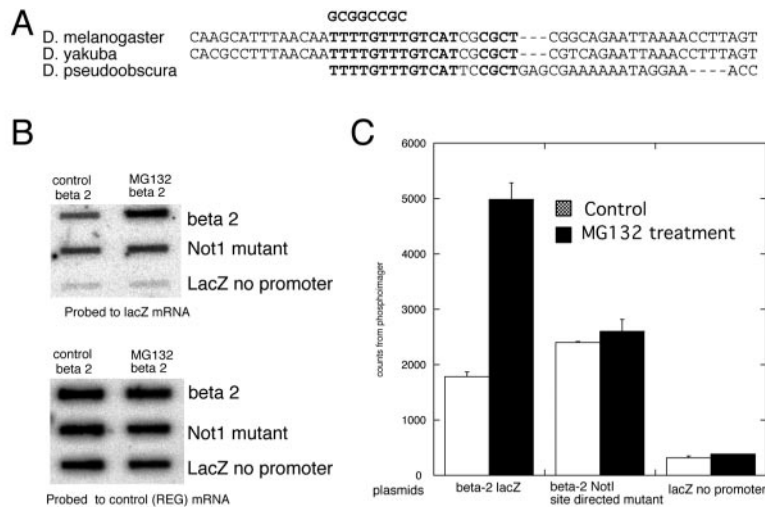 A
GCGGCCGC
D. melanogaster CAAGCATTTAACAATTTTGTTTGTCATCGCGCT---CGGCAGAATTAAAACCTTAGT
D. yakuba CACGCCTTTAACAATTTTGTTTGTCATCGCGCT---CGTCAGAATTAAACCTTTAGT
D. pseudoobscura TTTTGTTTGTCATTCCGCTGAGCGAAAAAATAGGAA----ACC
B
control beta 2
MG132 beta 2
beta 2
Not1 mutant
LacZ no promoter
Probed to lacZ mRNA
control beta 2
MG132 beta 2
beta 2
Not1 mutant
LacZ no promoter
Probed to control (REG) mRNA
C
6000
5000
4000
3000
2000
1000
0
counts from phosphoimager
Control
MG132 treatment
plasmids
beta-2 lacZ
beta-2 NotI site directed mutant
lacZ no promoter